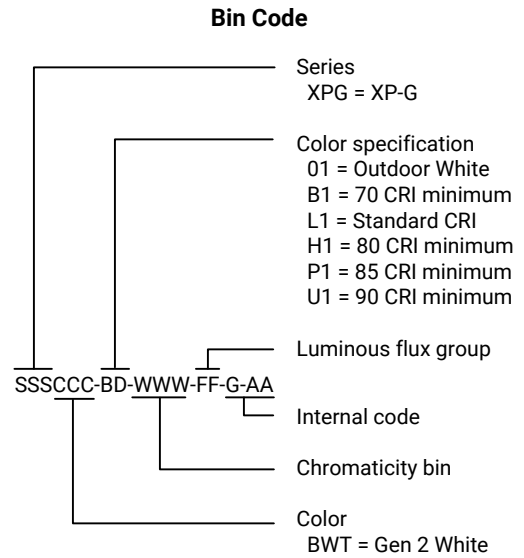 Bin Code
Series
XPG = XP-G
Color specification
01 = Outdoor White
B1 = 70 CRI minimum
L1 = Standard CRI
H1 = 80 CRI minimum
P1 = 85 CRI minimum
U1 = 90 CRI minimum
Luminous flux group
SSSCCC-BD-WWW-FF-G-AA
Internal code
Chromaticity bin
Color
BWT = Gen 2 White